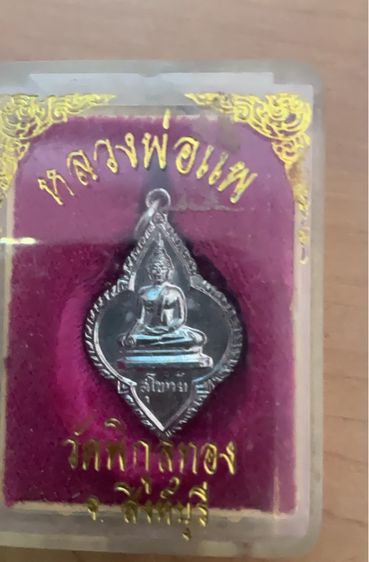 หลวงพ่อแพ
สุโขทัย
วัดพิกุลทอง
จ. สิงห์บุรี